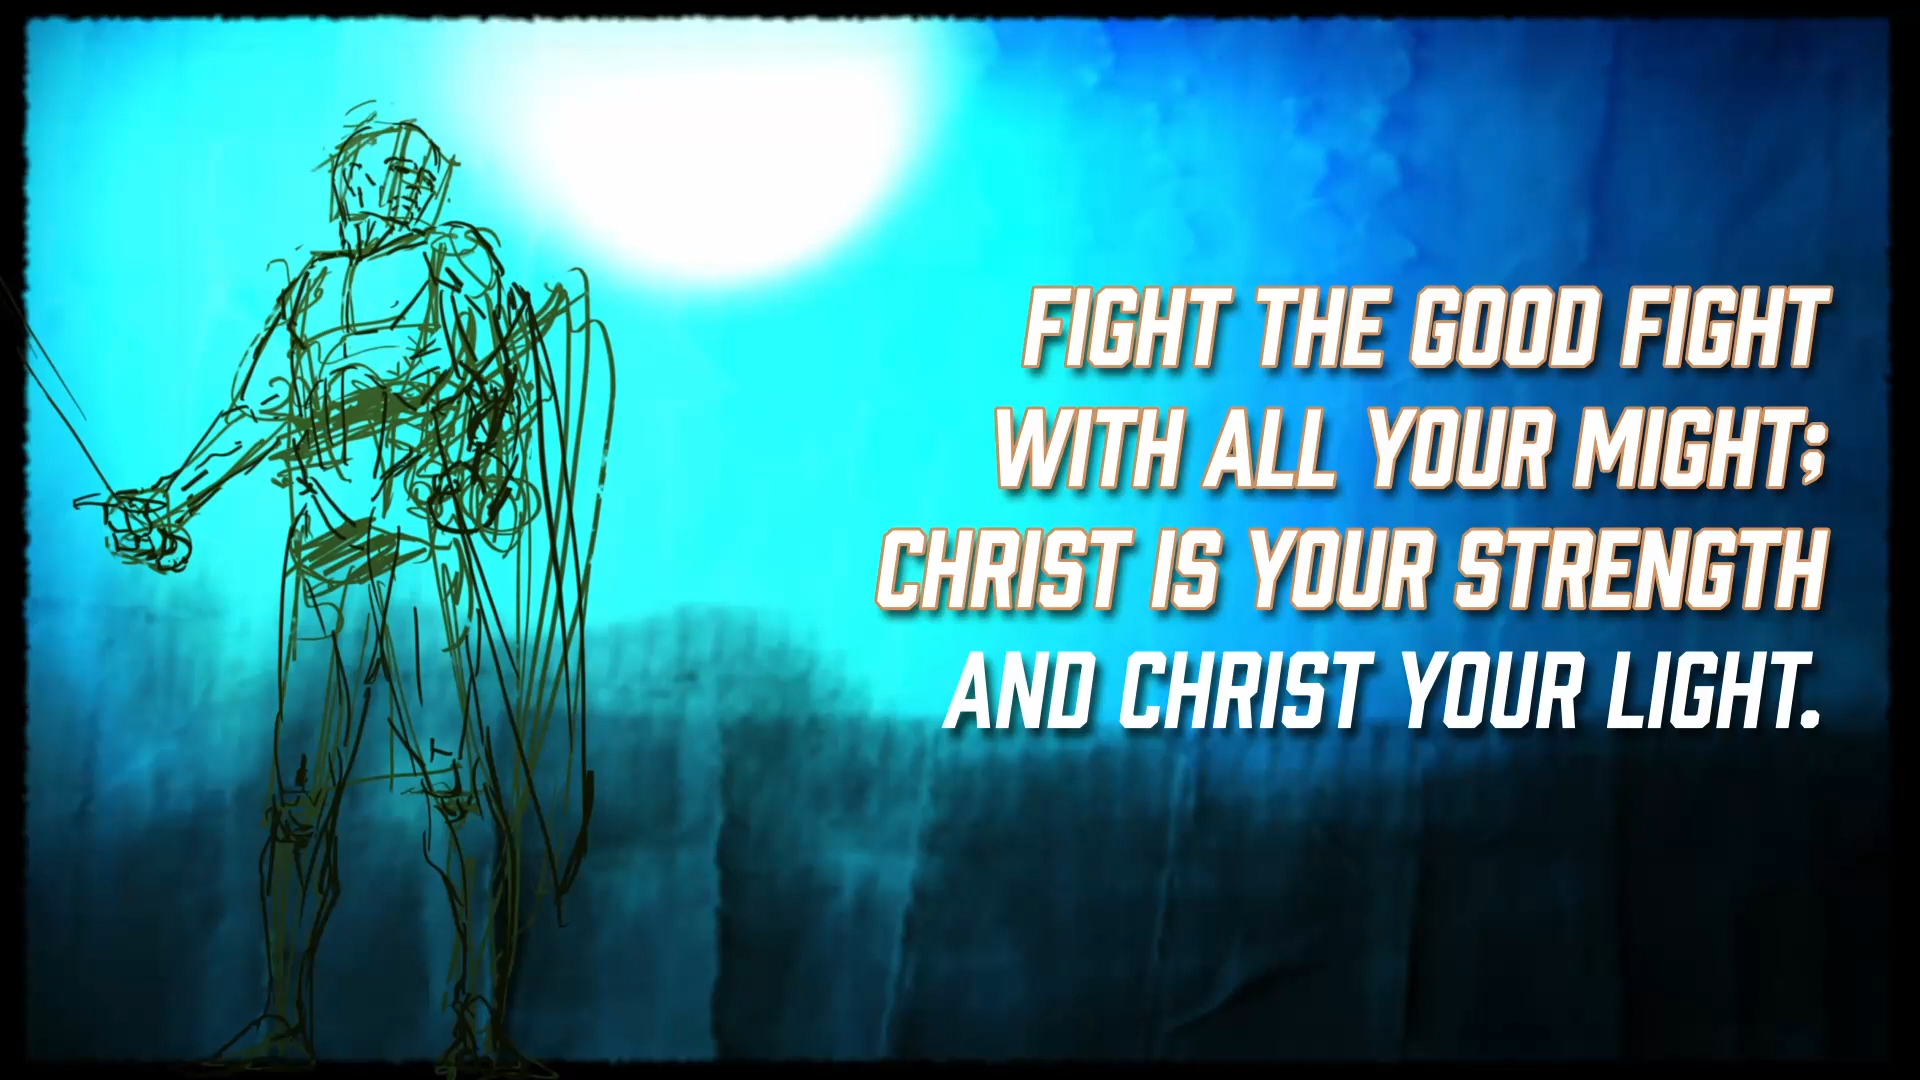 FIGHT THE GOOD FIGHT
WITH ALL YOUR MIGHT;
CHRIST IS YOUR STRENGTH
AND CHRIST YOUR LIGHT.